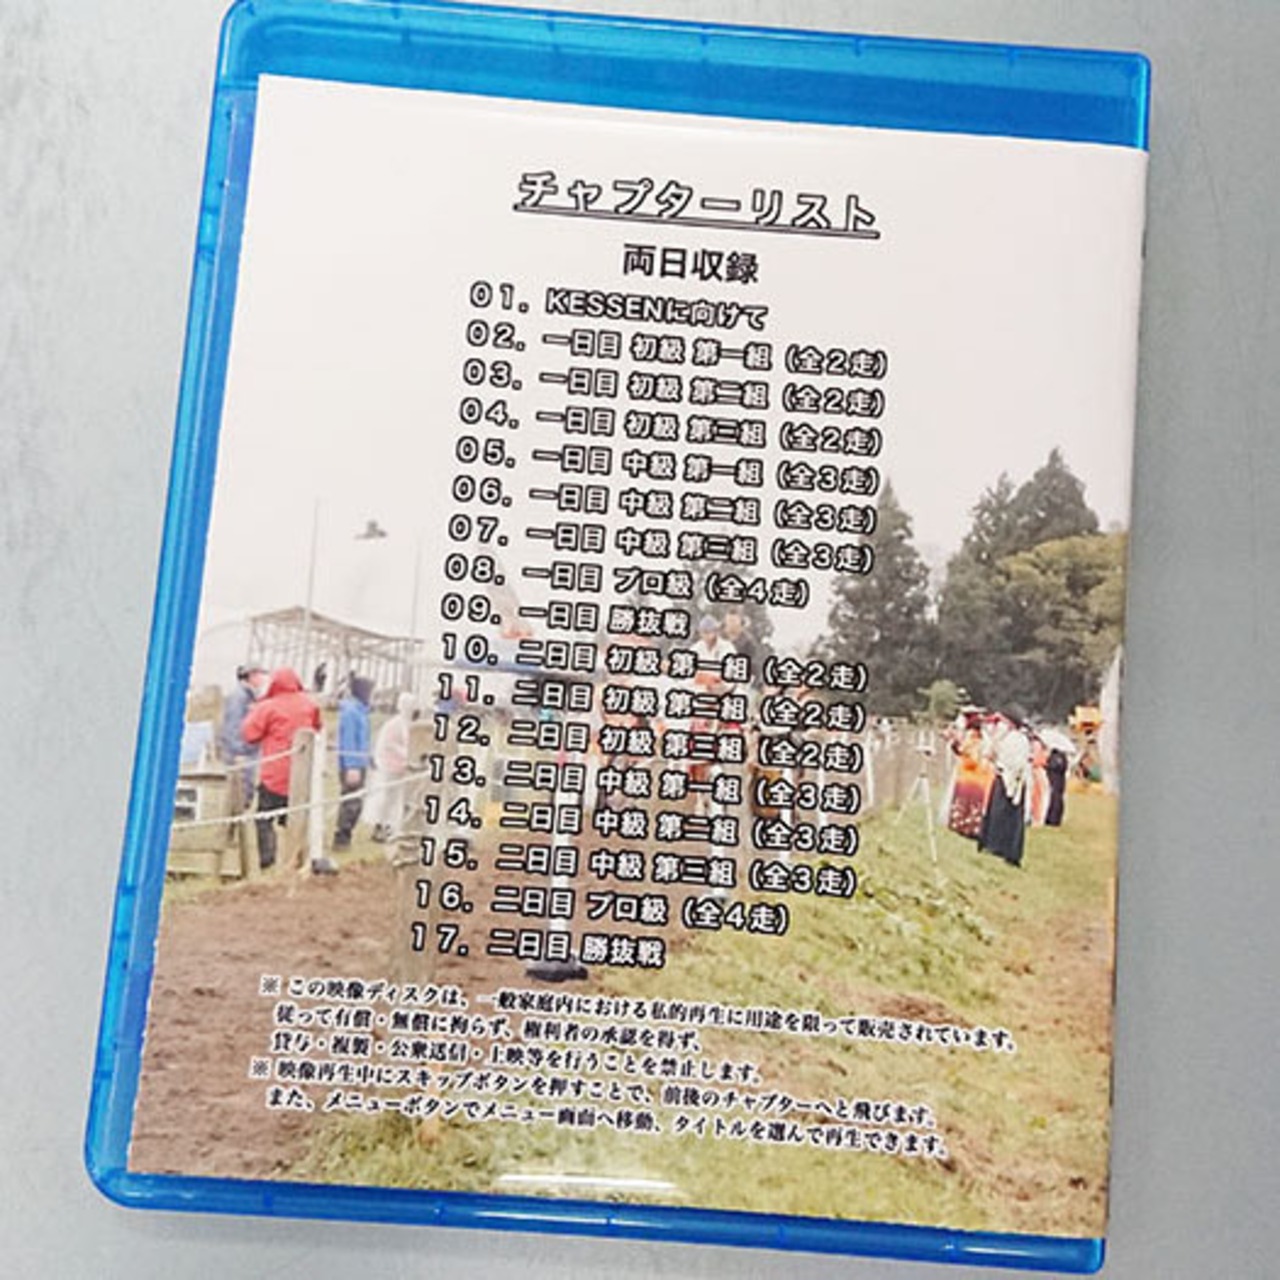 チャプターリスト
両日収録
01. KESSENに向けて
02. 一日目 初級 第一組（全2走）
03. 一日目 初級 第二組（全2走）
04. 一日目 初級 第三組（全2走）
05. 一日目 中級 第一組（全3走）
06. 一日目 中級 第二組（全3走）
07. 一日目 中級 第三組（全3走）
08. 一日目 プロ級（全4走）
09. 一日目 勝抜戦
10. 二日目 初級 第一組（全2走）
11. 二日目 初級 第二組（全2走）
12. 二日目 初級 第三組（全2走）
13. 二日目 中級 第一組（全3走）
14. 二日目 中級 第二組（全3走）
15. 二日目 中級 第三組（全3走）
16. 二日目 プロ級（全4走）
17. 二日目 勝抜戦
※ この映像ディスクは、一般家庭内における私的再生に用途を限って販売されています。
従って有償・無償に拘らず、権利者の承認を得ず、
貸与・複製・公衆送信・上映等を行うことを禁止します。
※ 映像再生中にスキップボタンを押すことで、前後のチャプターへと飛びます。
また、メニューボタンでメニュー画面へ移動、タイトルを選んで再生できます。